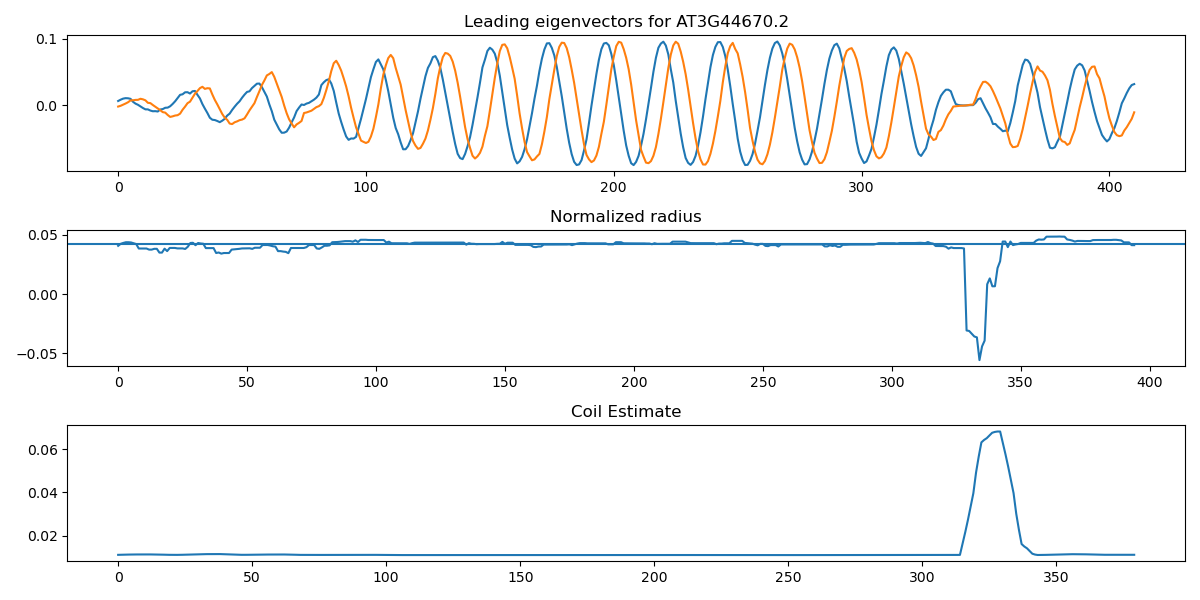 Leading eigenvectors for AT3G44670.2
0.1
0.0
0 100 200 300 400
Normalized radius
0.05
0.00
−0.05
0 50 100 150 200 250 300 350 400
Coil Estimate
0.06
0.04
0.02
0 50 100 150 200 250 300 350